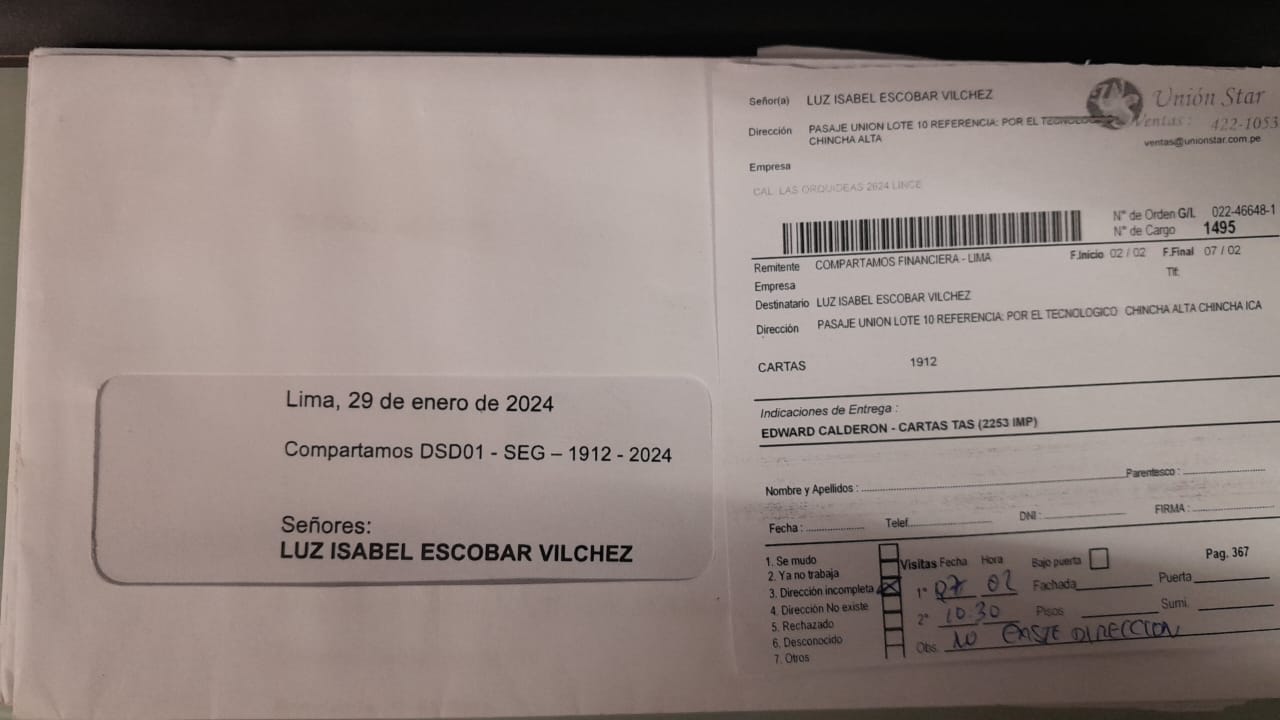 Lima, 29 de enero de 2024
Compartamos DSD01 - SEG – 1912 - 2024
Señores:
LUZ ISABEL ESCOBAR VILCHEZ
Señor(a) LUZ ISABEL ESCOBAR VILCHEZ
Unión Star
Ventas: 422-1053
ventas@unionstar.com.pe
Dirección PASAJE UNION LOTE 10 REFERENCIA: POR EL TECNOLOGICO
CHINCHA ALTA
Empresa
CAL. LAS ORQUIDEAS 2624 LINCE
N° de Orden G/I. 022-46648-1
N° de Cargo 1495
Remitente COMPARTAMOS FINANCIERA - LIMA F.Inicio 02 / 02 F.Final 07 / 02
Empresa Tlf:
Destinatario LUZ ISABEL ESCOBAR VILCHEZ
Dirección PASAJE UNION LOTE 10 REFERENCIA: POR EL TECNOLOGICO CHINCHA ALTA CHINCHA ICA
CARTAS 1912
Indicaciones de Entrega :
EDWARD CALDERON - CARTAS TAS (2253 IMP)
Nombre y Apellidos : Parentesco :
Fecha : Telef. DNI : FIRMA :
1. Se mudo
2. Ya no trabaja
3. Dirección incompleta
4. Dirección No existe
5. Rechazado
6. Desconocido
7. Otros
Visitas Fecha Hora Bajo puerta Pag. 367
1° 07 02 Fachada Puerta
2° 10.30 Pisos Sumi.
Obs. NO EXISTE DIRECCION